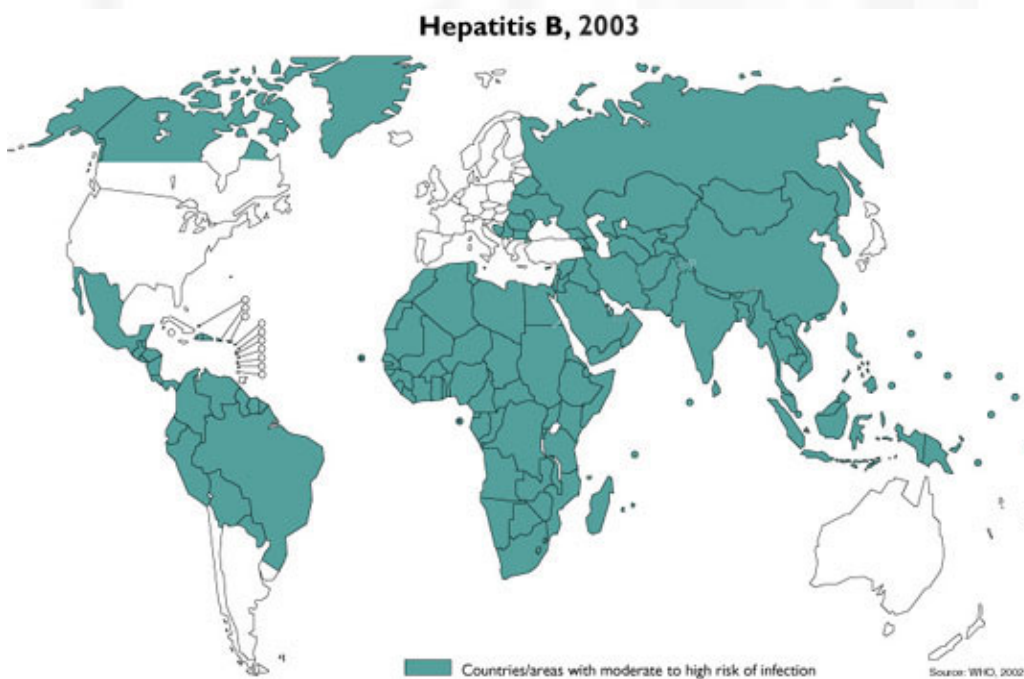 Hepatitis B, 2003
Countries/areas with moderate to high risk of infection
Source: WHO, 2002